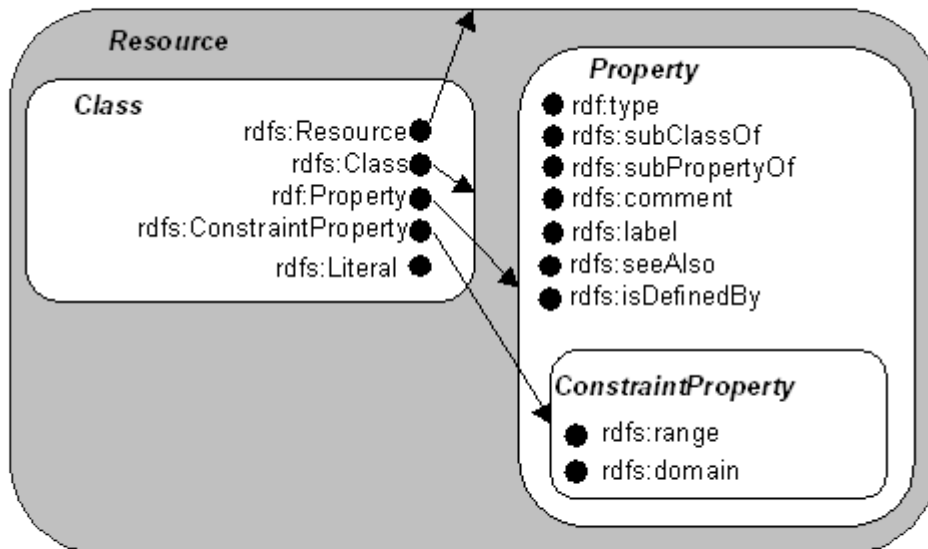 Resource
Class
rdfs:Resource
rdfs:Class
rdf:Property
rdfs:ConstraintProperty
rdfs:Literal
Property
rdf:type
rdfs:subClassOf
rdfs:subPropertyOf
rdfs:comment
rdfs:label
rdfs:seeAlso
rdfs:isDefinedBy
ConstraintProperty
rdfs:range
rdfs:domain